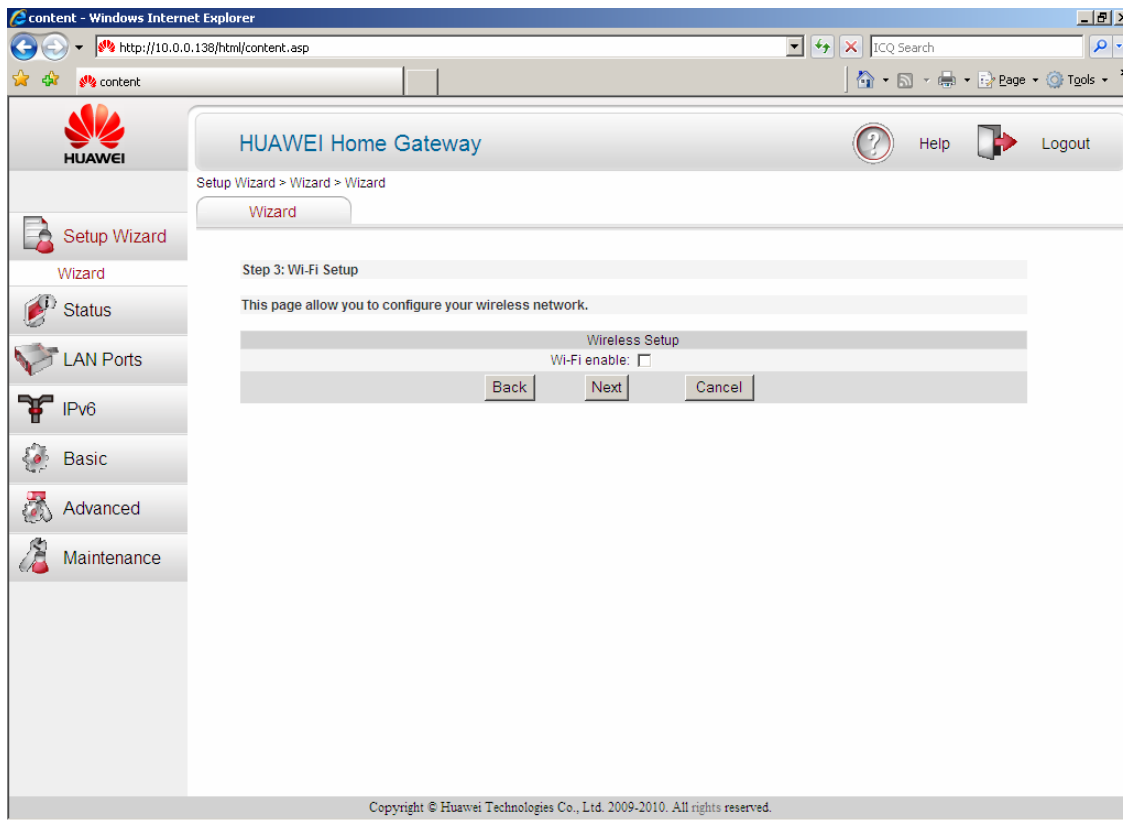 content - Windows Internet Explorer
http://10.0.0.138/html/content.asp
ICQ Search
content
Page
Tools
HUAWEI
HUAWEI Home Gateway
Help
Logout
Setup Wizard > Wizard > Wizard
Wizard
Setup Wizard
Wizard
Status
LAN Ports
IPv6
Basic
Advanced
Maintenance
Step 3: Wi-Fi Setup
This page allow you to configure your wireless network.
Wireless Setup
Wi-Fi enable:
Back Next Cancel
Copyright © Huawei Technologies Co., Ltd. 2009-2010. All rights reserved.